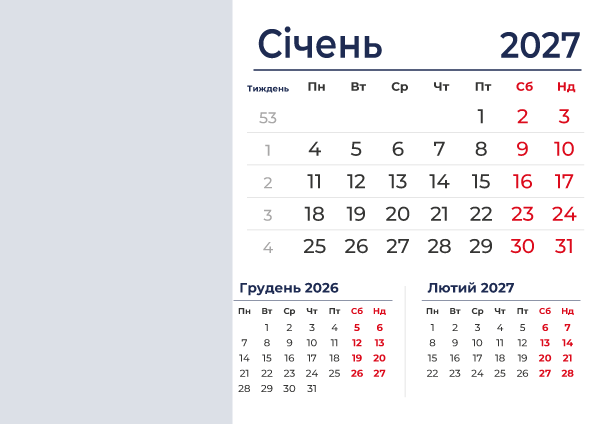 Січень 2027
Тиждень Пн Вт Ср Чт Пт Сб Нд
53 1 2 3
1 4 5 6 7 8 9 10
2 11 12 13 14 15 16 17
3 18 19 20 21 22 23 24
4 25 26 27 28 29 30 31
Грудень 2026
Пн Вт Ср Чт Пт Сб Нд
1 2 3 4 5 6
7 8 9 10 11 12 13
14 15 16 17 18 19 20
21 22 23 24 25 26 27
28 29 30 31
Лютий 2027
Пн Вт Ср Чт Пт Сб Нд
1 2 3 4 5 6 7
8 9 10 11 12 13 14
15 16 17 18 19 20 21
22 23 24 25 26 27 28